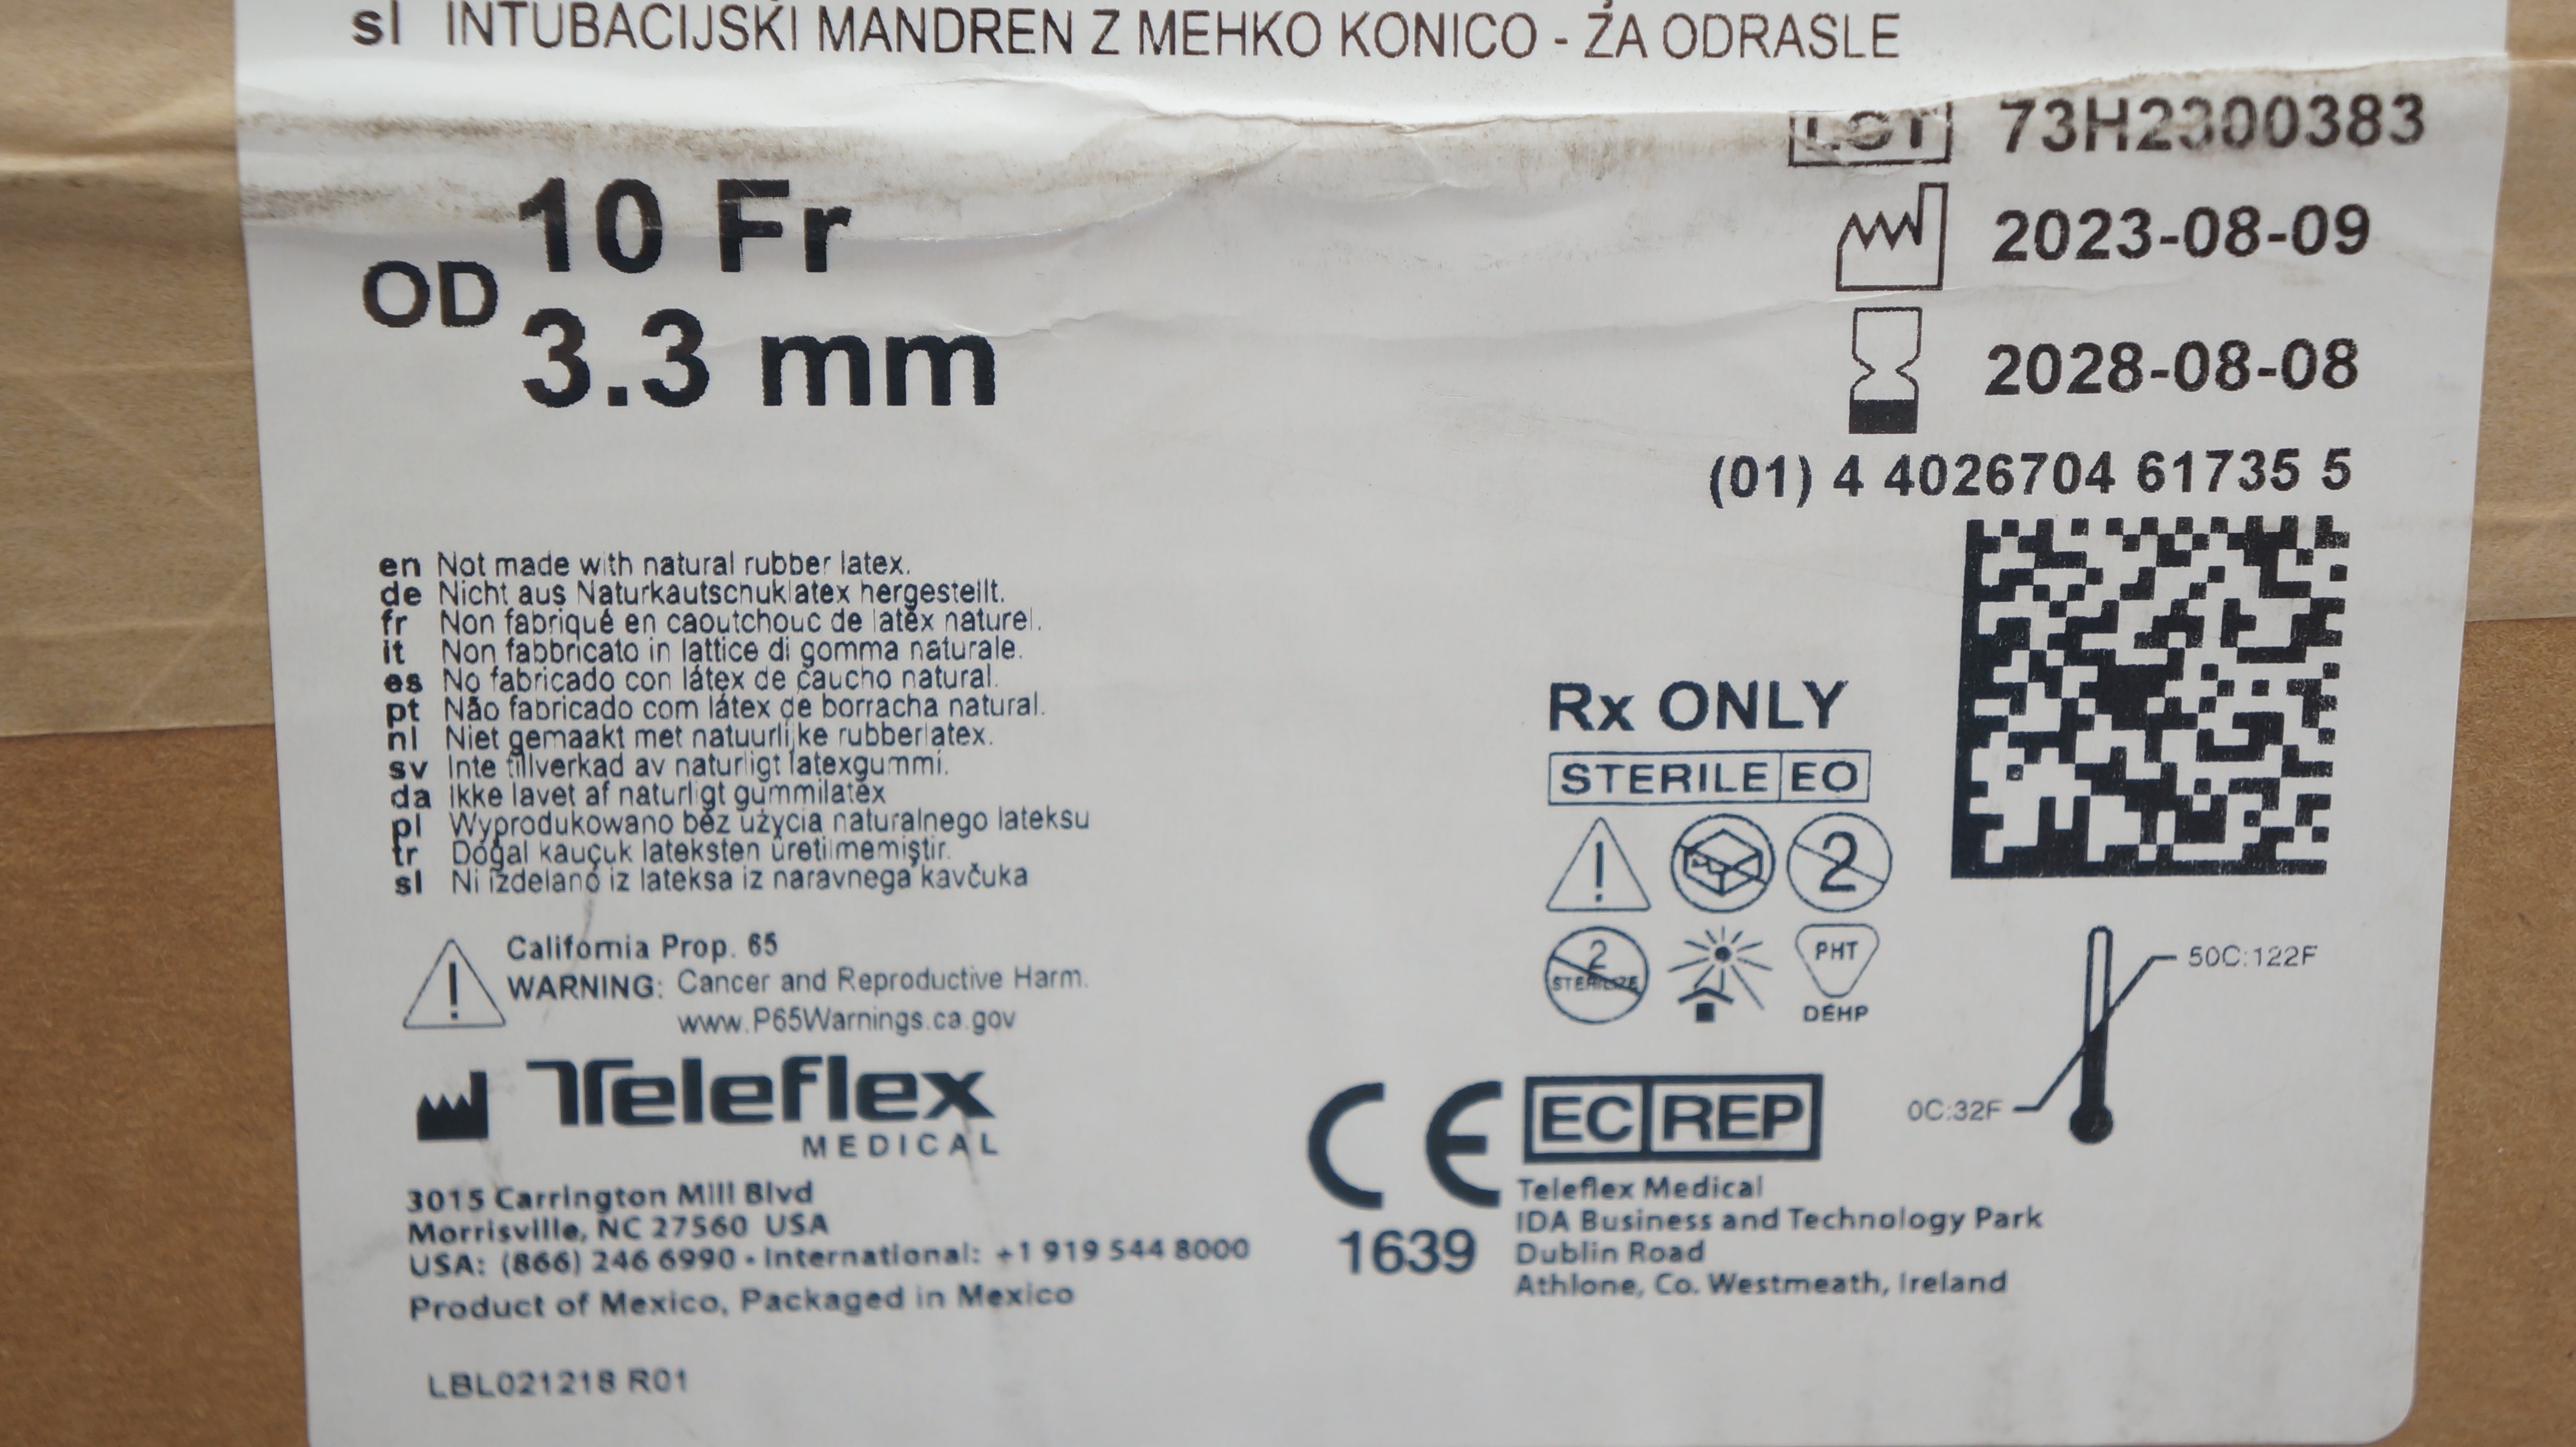 sl INTUBACIJSKI MANDREN Z MEHKO KONICO - ZA ODRASLE
LOT 73H2300383
2023-08-09
2028-08-08
OD 10 Fr
3.3 mm
(01) 4 4026704 61735 5
en Not made with natural rubber latex.
de Nicht aus Naturkautschuklatex hergestellt.
fr Non fabriqué en caoutchouc de latex naturel.
it Non fabbricato in lattice di gomma naturale.
es No fabricado con látex de caucho natural.
pt Não fabricado com látex de borracha natural.
nl Niet gemaakt met natuurlijke rubberlatex.
sv Inte tillverkad av naturligt latexgummi.
da Ikke lavet af naturligt gummilatex
pl Wyprodukowano bez użycia naturalnego lateksu
tr Doğal kauçuk lateksten üretilmemiştir.
sl Ni izdelano iz lateksa iz naravnega kavčuka
Rx ONLY
STERILE EO
2
2
STERILIZE
PHT
DEHP
50C:122F
0C:32F
California Prop. 65
WARNING: Cancer and Reproductive Harm.
www.P65Warnings.ca.gov
Teleflex
MEDICAL
3015 Carrington Mill Blvd
Morrisville, NC 27560 USA
USA: (866) 246 6990 • International: +1 919 544 8000
Product of Mexico, Packaged in Mexico
LBL021218 R01
CE
1639
EC REP
Teleflex Medical
IDA Business and Technology Park
Dublin Road
Athlone, Co. Westmeath, Ireland